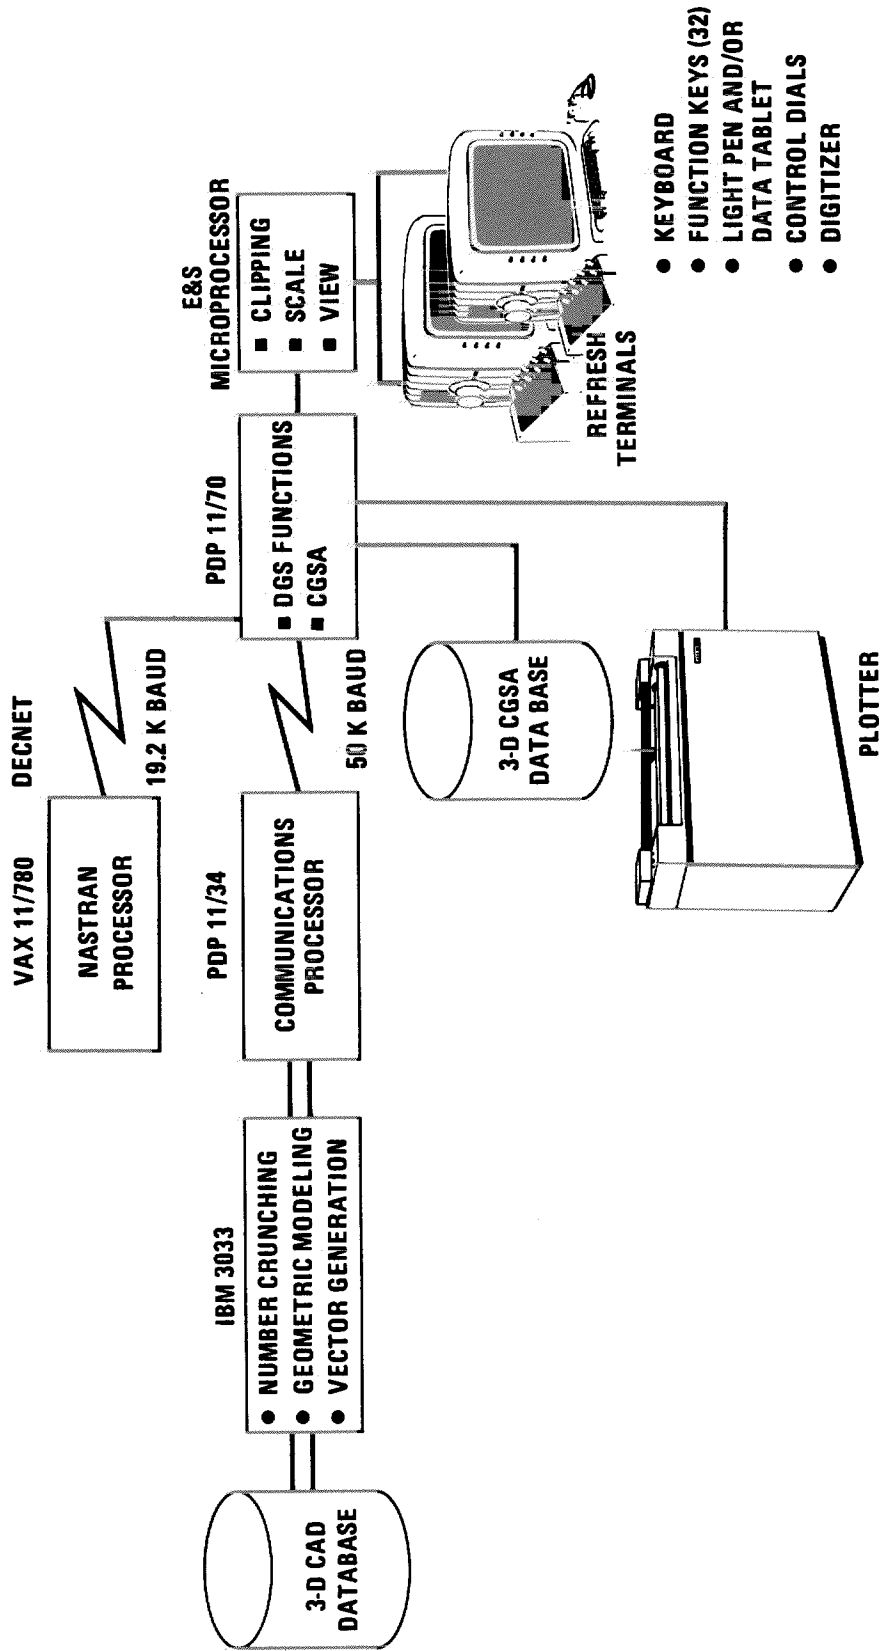 VAX 11/780
DECNET
NASTRAN
PROCESSOR
19.2 K BAUD
IBM 3033
PDP 11/34
PDP 11/70
E&S
MICROPROCESSOR
3-D CAD
DATABASE
● NUMBER CRUNCHING
● GEOMETRIC MODELING
● VECTOR GENERATION
COMMUNICATIONS
PROCESSOR
50 K BAUD
■ DGS FUNCTIONS
■ CGSA
■ CLIPPING
■ SCALE
■ VIEW
3-D CGSA
DATA BASE
REFRESH
TERMINALS
PLOTTER
● KEYBOARD
● FUNCTION KEYS (32)
● LIGHT PEN AND/OR
DATA TABLET
● CONTROL DIALS
● DIGITIZER